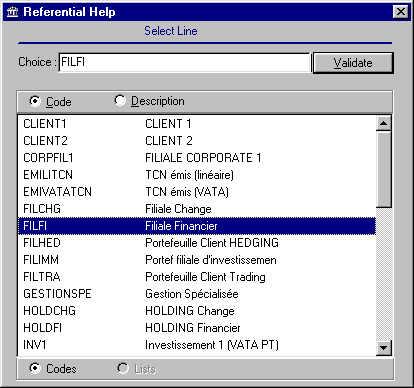 Referential Help
Select Line
Choice : FILFI Validate
Code Description
CLIENT1 CLIENT 1
CLIENT2 CLIENT 2
CORPFIL1 FILIALE CORPORATE 1
EMILITCN TCN émis (linéaire)
EMIVATATCN TCN émis (VATA)
FILCHG Filiale Change
FILFI Filiale Financier
FILHED Portefeuille Client HEDGING
FILIMM Portef filiale d'investissemen
FILTRA Portefeuille Client Trading
GESTIONSPE Gestion Spécialisée
HOLDCHG HOLDING Change
HOLDFI HOLDING Financier
INV1 Investissement 1 (VATA PT)
Codes Lists